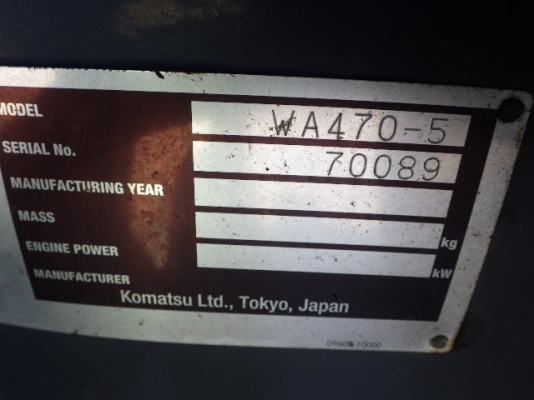 MODEL WA470-5
SERIAL No. 70089
MANUFACTURING YEAR
MASS kg
ENGINE POWER kW
MANUFACTURER
Komatsu Ltd., Tokyo, Japan